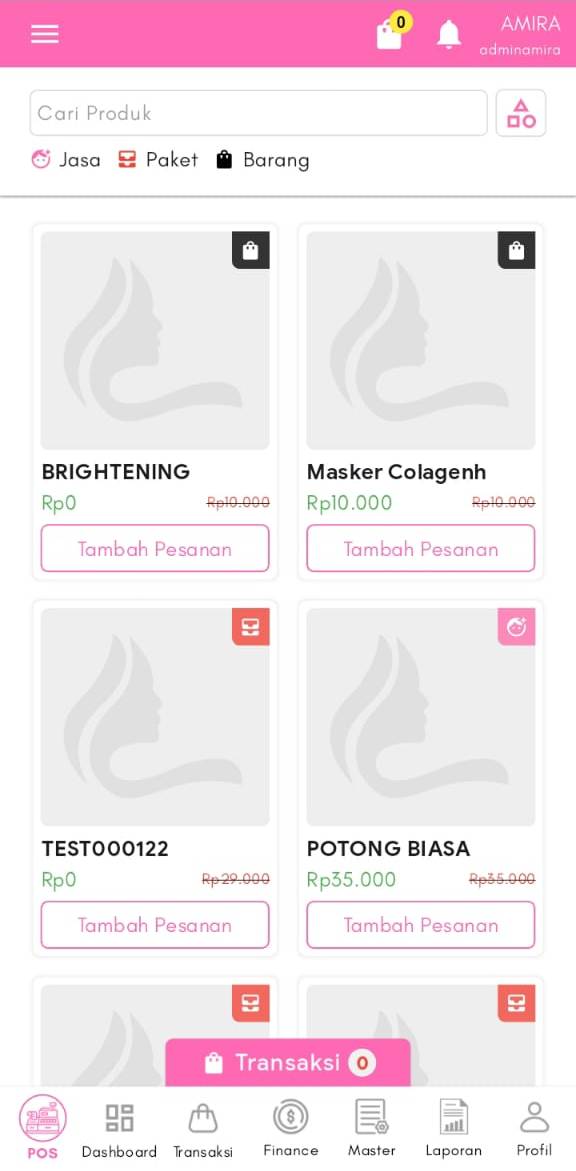 0
AMIRA
adminamira
Cari Produk
Jasa Paket Barang
BRIGHTENING
Rp0 Rp10.000
Tambah Pesanan
Masker Colagenh
Rp10.000 Rp10.000
Tambah Pesanan
TEST000122
Rp0 Rp29.000
Tambah Pesanan
POTONG BIASA
Rp35.000 Rp35.000
Tambah Pesanan
Transaksi 0
POS Dashboard Transaksi Finance Master Laporan Profil